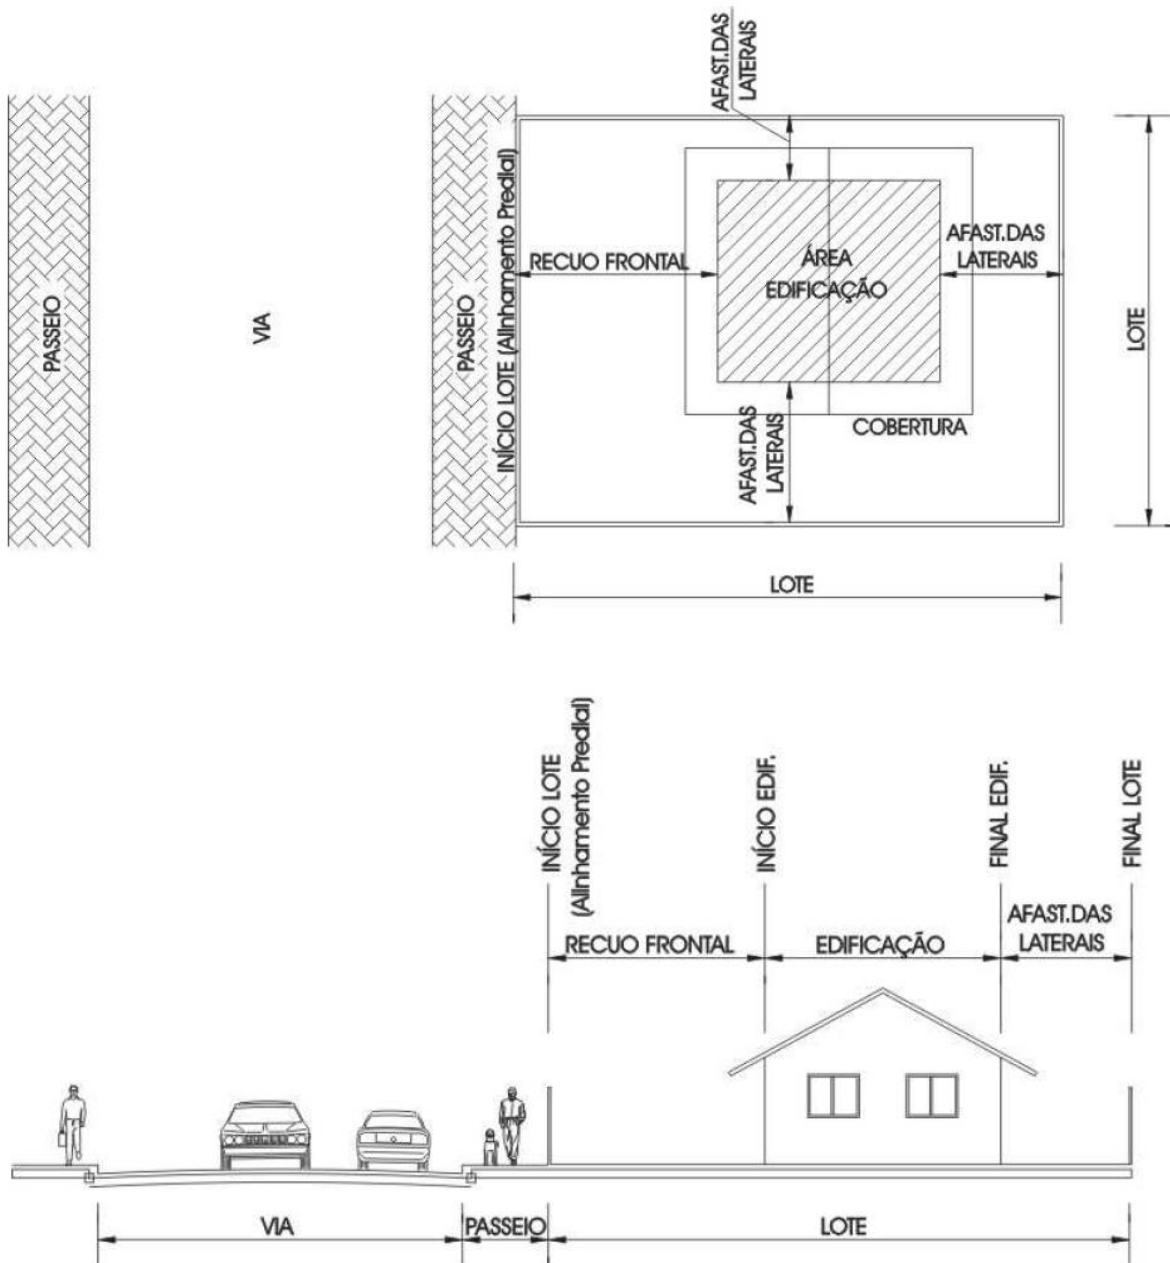 AFAST.DAS
LATERAIS
PASSEIO
VIA
PASSEIO
INÍCIO LOTE (Alinhamento Predial)
RECUO FRONTAL
ÁREA
EDIFICAÇÃO
AFAST.DAS
LATERAIS
LOTE
AFAST.DAS
LATERAIS
COBERTURA
LOTE
INÍCIO LOTE
(Alinhamento Predial)
INÍCIO EDIF.
FINAL EDIF.
FINAL LOTE
RECUO FRONTAL
EDIFICAÇÃO
AFAST.DAS
LATERAIS
VIA
PASSEIO
LOTE